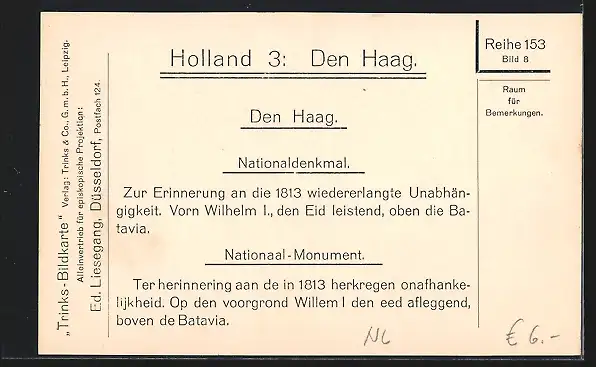 „Trinks-Bildkarte“ Verlag: Trinks & Co., G. m. b. H., Leipzig.
Alleinvertrieb für episkopische Projektion:
Ed. Liesegang, Düsseldorf, Postfach 124.
Holland 3: Den Haag.
Reihe 153
Bild 8
Raum
für
Bemerkungen.
Den Haag.
Nationaldenkmal.
Zur Erinnerung an die 1813 wiedererlangte Unabhän-
gigkeit. Vorn Wilhelm I., den Eid leistend, oben die Ba-
tavia.
Nationaal-Monument.
Ter herinnering aan de in 1813 herkregen onafhanke-
lijkheid. Op den voorgrond Willem I den eed afleggend,
boven de Batavia.
NL
€ 6.-